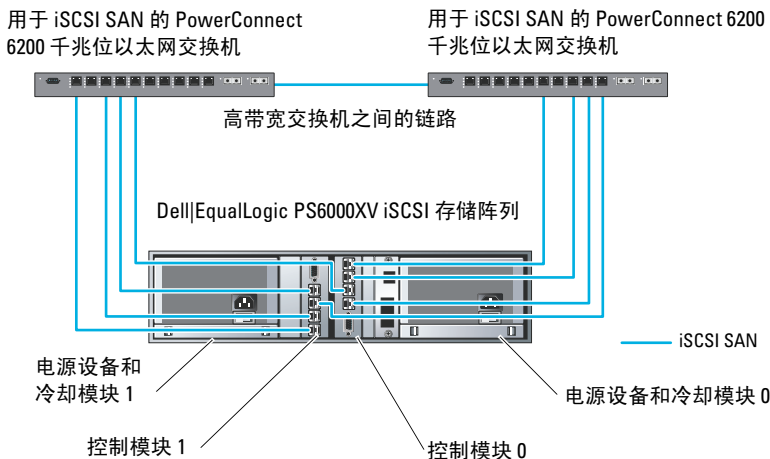 用于 iSCSI SAN 的 PowerConnect
6200 千兆位以太网交换机
用于 iSCSI SAN 的 PowerConnect 6200
千兆位以太网交换机
高带宽交换机之间的链路
Dell|EqualLogic PS6000XV iSCSI 存储阵列
iSCSI SAN
电源设备和
冷却模块 1
电源设备和冷却模块 0
控制模块 1
控制模块 0